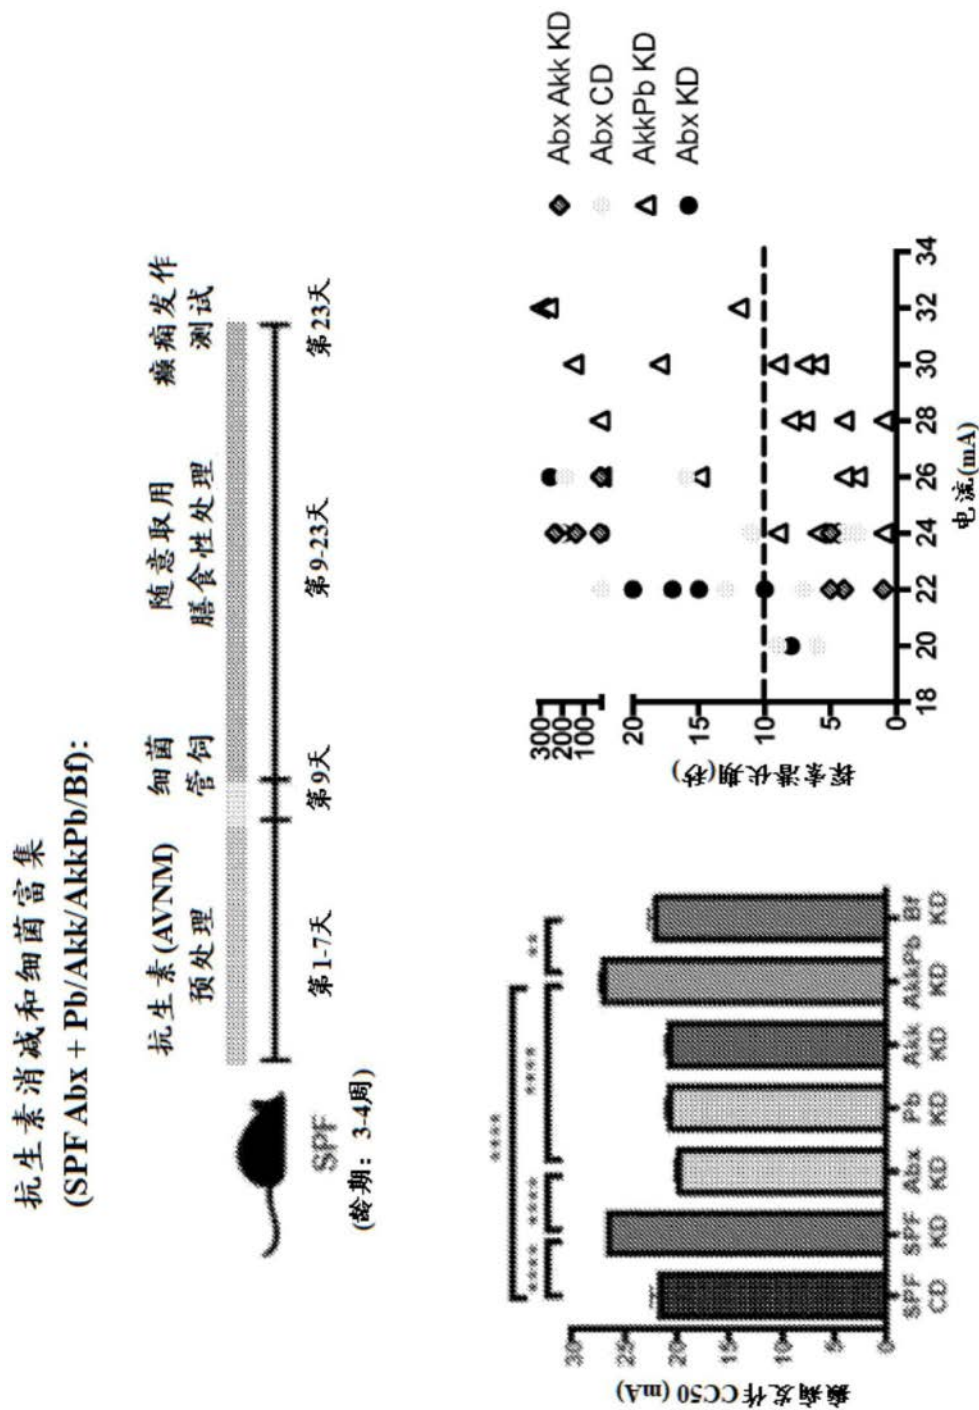 抗生素消减和细菌富集
(SPF Abx + Pb/Akk/AkkPb/Bf):
抗生素(AVNM)
预处理
细菌
管饲
随意取用
膳食性处理
癫痫发作
测试
第1-7天
第9天
第9-23天
第23天
SPF
(龄期：3-4周)
癫痫发作CC50 (mA)
30
25
20
15
10
5
0
****
****
****
****
**
SPF
CD
SPF
KD
Abx
KD
Pb
KD
Akk
KD
AkkPb
KD
Bf
KD
探索潜伏期(秒)
300
200
100
20
15
10
5
0
18
20
22
24
26
28
30
32
34
电流(mA)
Abx Akk KD
Abx CD
AkkPb KD
Abx KD